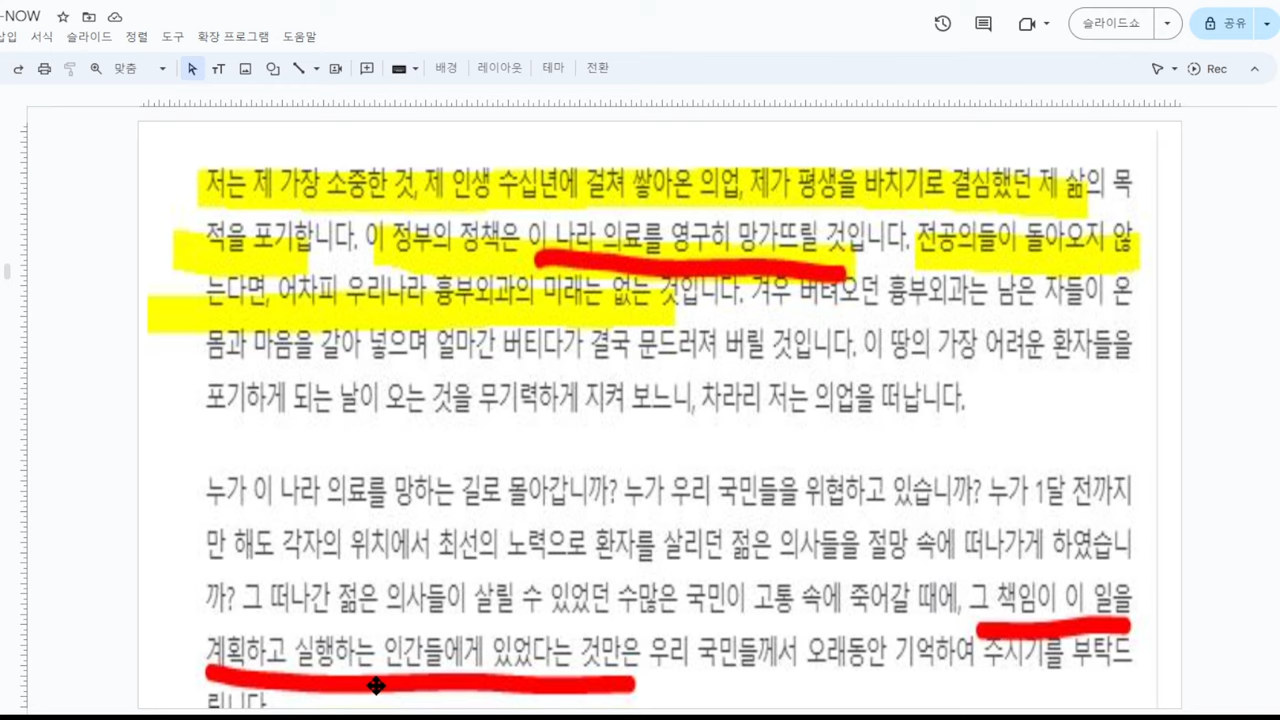 -NOW
삽입 서식 슬라이드 정렬 도구 확장 프로그램 도움말
슬라이드쇼 공유
맞춤 배경 레이아웃 테마 전환 Rec
저는 제 가장 소중한 것, 제 인생 수십년에 걸쳐 쌓아온 의업, 제가 평생을 바치기로 결심했던 제 삶의 목
적을 포기합니다. 이 정부의 정책은 이 나라 의료를 영구히 망가뜨릴 것입니다. 전공의들이 돌아오지 않
는다면, 어차피 우리나라 흉부외과의 미래는 없는 것입니다. 겨우 버텨오던 흉부외과는 남은 자들이 온
몸과 마음을 갈아 넣으며 얼마간 버티다가 결국 문드러져 버릴 것입니다. 이 땅의 가장 어려운 환자들을
포기하게 되는 날이 오는 것을 무기력하게 지켜 보느니, 차라리 저는 의업을 떠납니다.
누가 이 나라 의료를 망하는 길로 몰아갑니까? 누가 우리 국민들을 위협하고 있습니까? 누가 1달 전까지
만 해도 각자의 위치에서 최선의 노력으로 환자를 살리던 젊은 의사들을 절망 속에 떠나가게 하였습니
까? 그 떠나간 젊은 의사들이 살릴 수 있었던 수많은 국민이 고통 속에 죽어갈 때에, 그 책임이 이 일을
계획하고 실행하는 인간들에게 있었다는 것만은 우리 국민들께서 오래동안 기억하여 주시기를 부탁드
립니다.